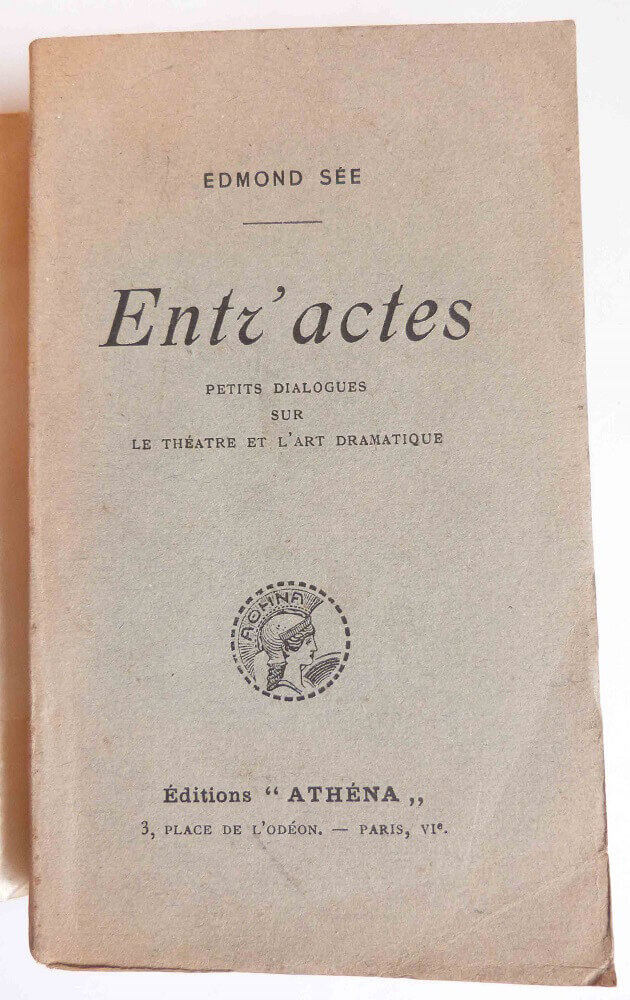 EDMOND SÉE
Entr'actes
PETITS DIALOGUES
SUR
LE THÉATRE ET L'ART DRAMATIQUE
ΑΘΗΝΑ
Éditions “ ATHÉNA „
3, PLACE DE L'ODÉON. — PARIS, VIᵉ.